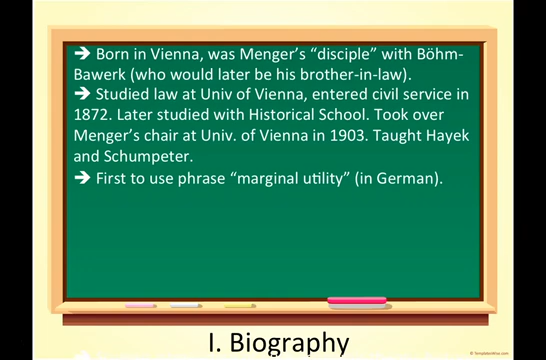 ➔ Born in Vienna, was Menger's “disciple” with Böhm-
Bawerk (who would later be his brother-in-law).
➔ Studied law at Univ of Vienna, entered civil service in
1872. Later studied with Historical School. Took over
Menger's chair at Univ. of Vienna in 1903. Taught Hayek
and Schumpeter.
➔ First to use phrase “marginal utility” (in German).
I. Biography
© TemplatesWise.com